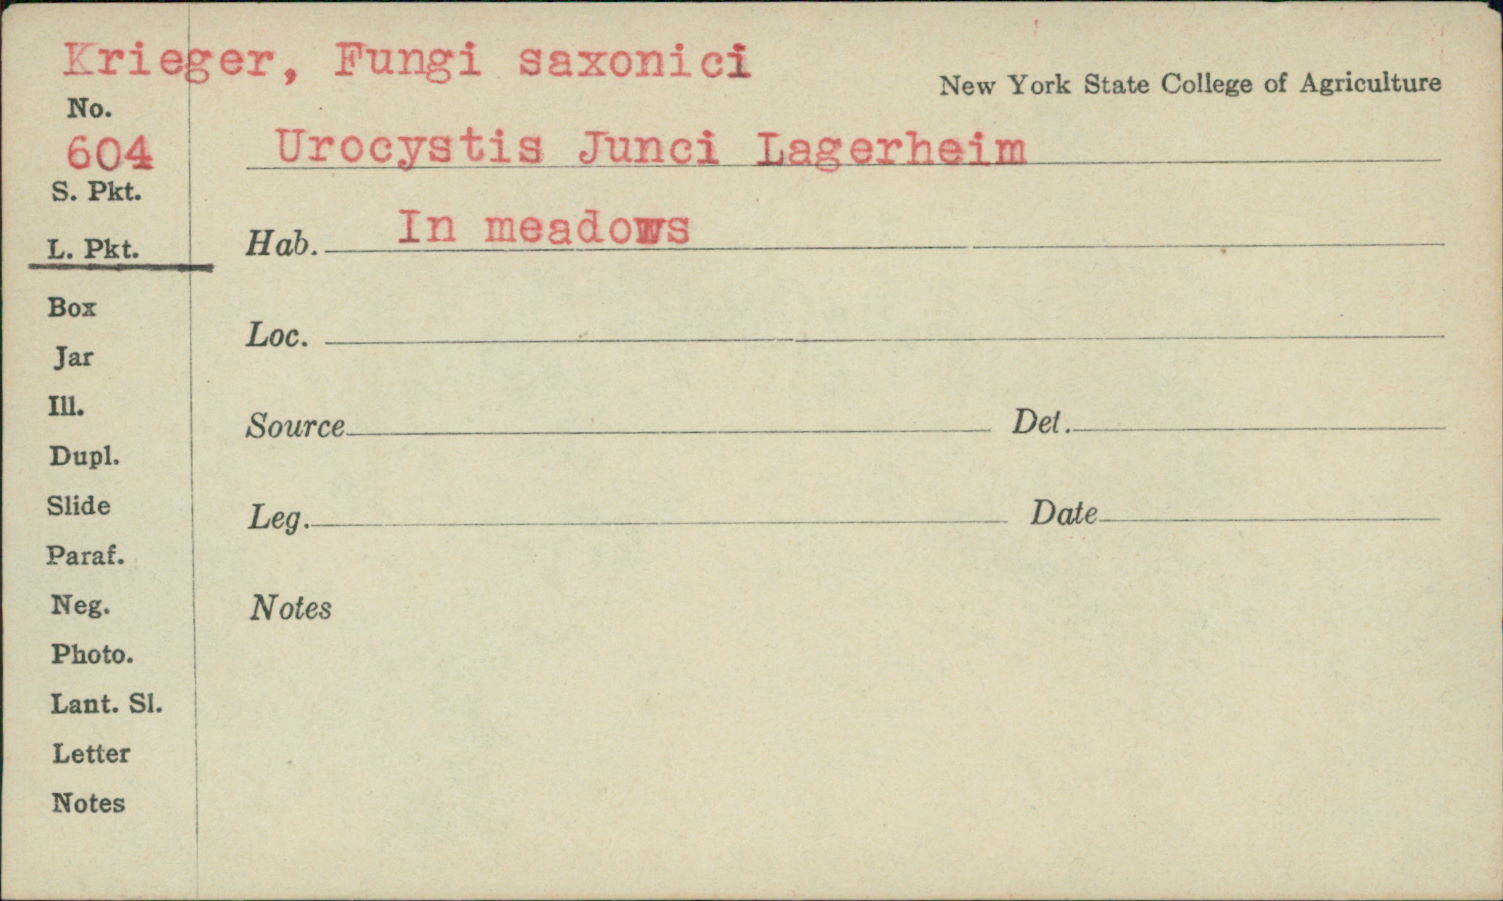 Krieger, Fungi saxonici
New York State College of Agriculture
No.
604 Urocystis Junci Lagerheim
S. Pkt.
Hab. In meadows
L. Pkt.
Box
Loc.
Jar
Ill.
Source Det.
Dupl.
Slide
Leg. Date
Paraf.
Neg.
Notes
Photo.
Lant. Sl.
Letter
Notes